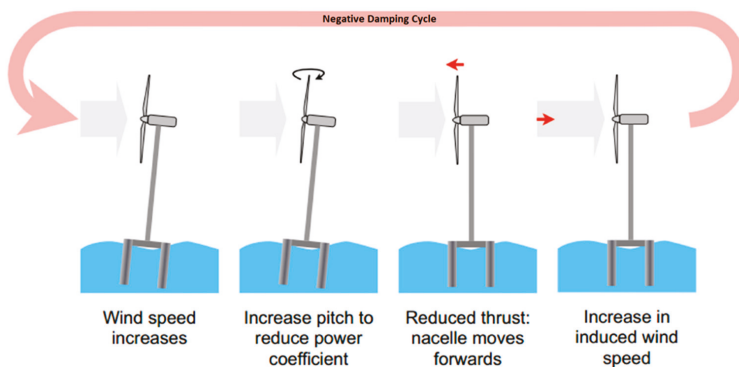 Negative Damping Cycle
Wind speed
increases
Increase pitch to
reduce power
coefficient
Reduced thrust:
nacelle moves
forwards
Increase in
induced wind
speed